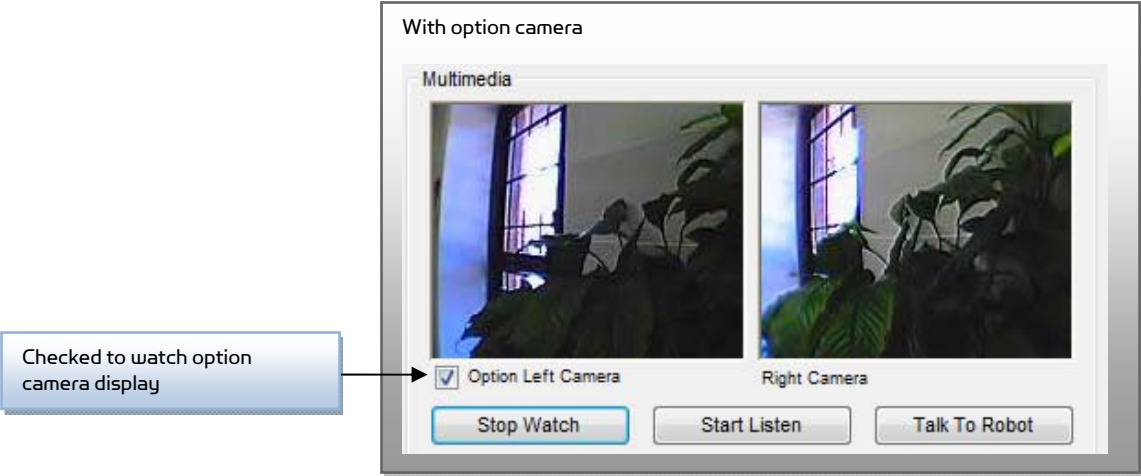 With option camera
Multimedia
Checked to watch option
camera display
Option Left Camera
Right Camera
Stop Watch
Start Listen
Talk To Robot